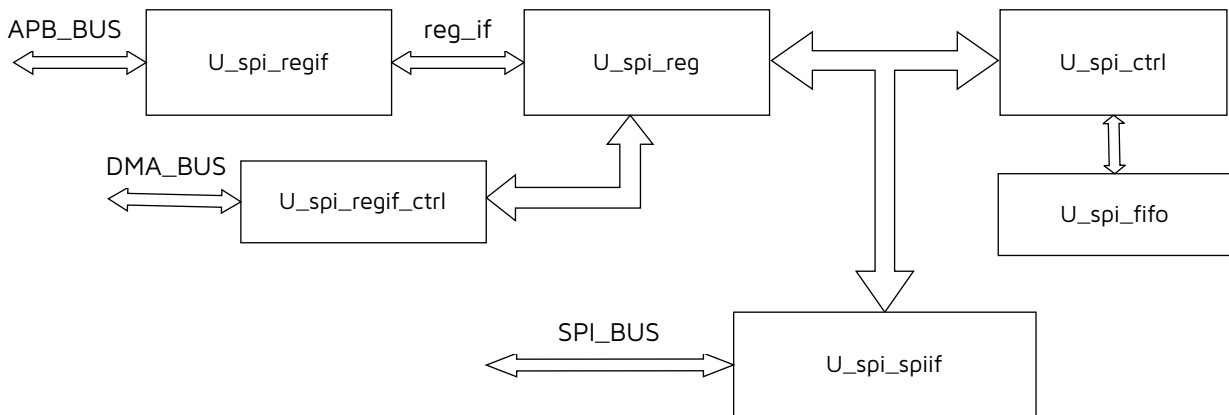 APB_BUS
U_spi_regif
reg_if
U_spi_reg
U_spi_ctrl
DMA_BUS
U_spi_regif_ctrl
U_spi_fifo
SPI_BUS
U_spi_spiif